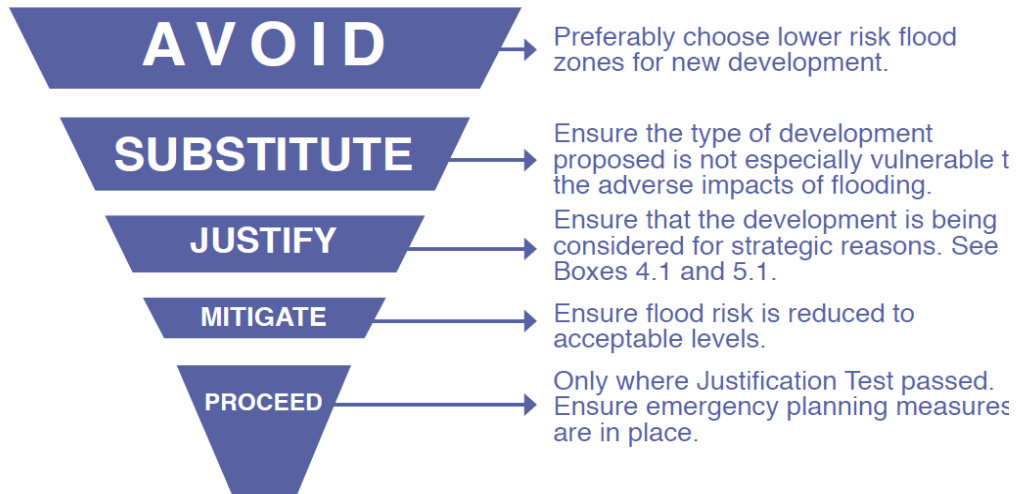 AVOID
Preferably choose lower risk flood
zones for new development.
SUBSTITUTE
Ensure the type of development
proposed is not especially vulnerable t
the adverse impacts of flooding.
JUSTIFY
Ensure that the development is being
considered for strategic reasons. See
Boxes 4.1 and 5.1.
MITIGATE
Ensure flood risk is reduced to
acceptable levels.
PROCEED
Only where Justification Test passed.
Ensure emergency planning measures
are in place.